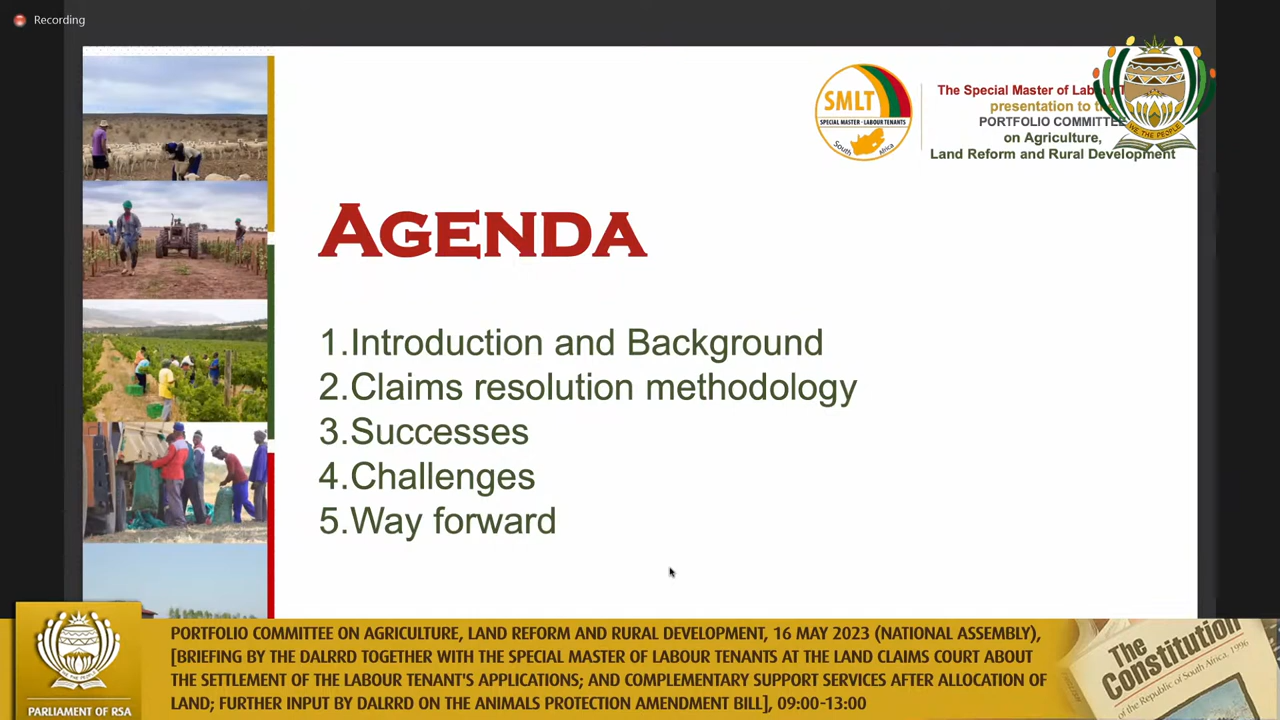 Recording
SMLT
SPECIAL MASTER - LABOUR TENANTS
South Africa
The Special Master of Labour
presentation to the
PORTFOLIO COMMITTEE
on Agriculture,
Land Reform and Rural Development
WE THE PEOPLE
AGENDA
1.Introduction and Background
2.Claims resolution methodology
3.Successes
4.Challenges
5.Way forward
PORTFOLIO COMMITTEE ON AGRICULTURE, LAND REFORM AND RURAL DEVELOPMENT, 16 MAY 2023 (NATIONAL ASSEMBLY),
[BRIEFING BY THE DALRRD TOGETHER WITH THE SPECIAL MASTER OF LABOUR TENANTS AT THE LAND CLAIMS COURT ABOUT
THE SETTLEMENT OF THE LABOUR TENANT'S APPLICATIONS; AND COMPLEMENTARY SUPPORT SERVICES AFTER ALLOCATION OF
LAND; FURTHER INPUT BY DALRRD ON THE ANIMALS PROTECTION AMENDMENT BILL], 09:00-13:00
PARLIAMENT OF RSA
The
Constitution
of the Republic of South Africa, 1996